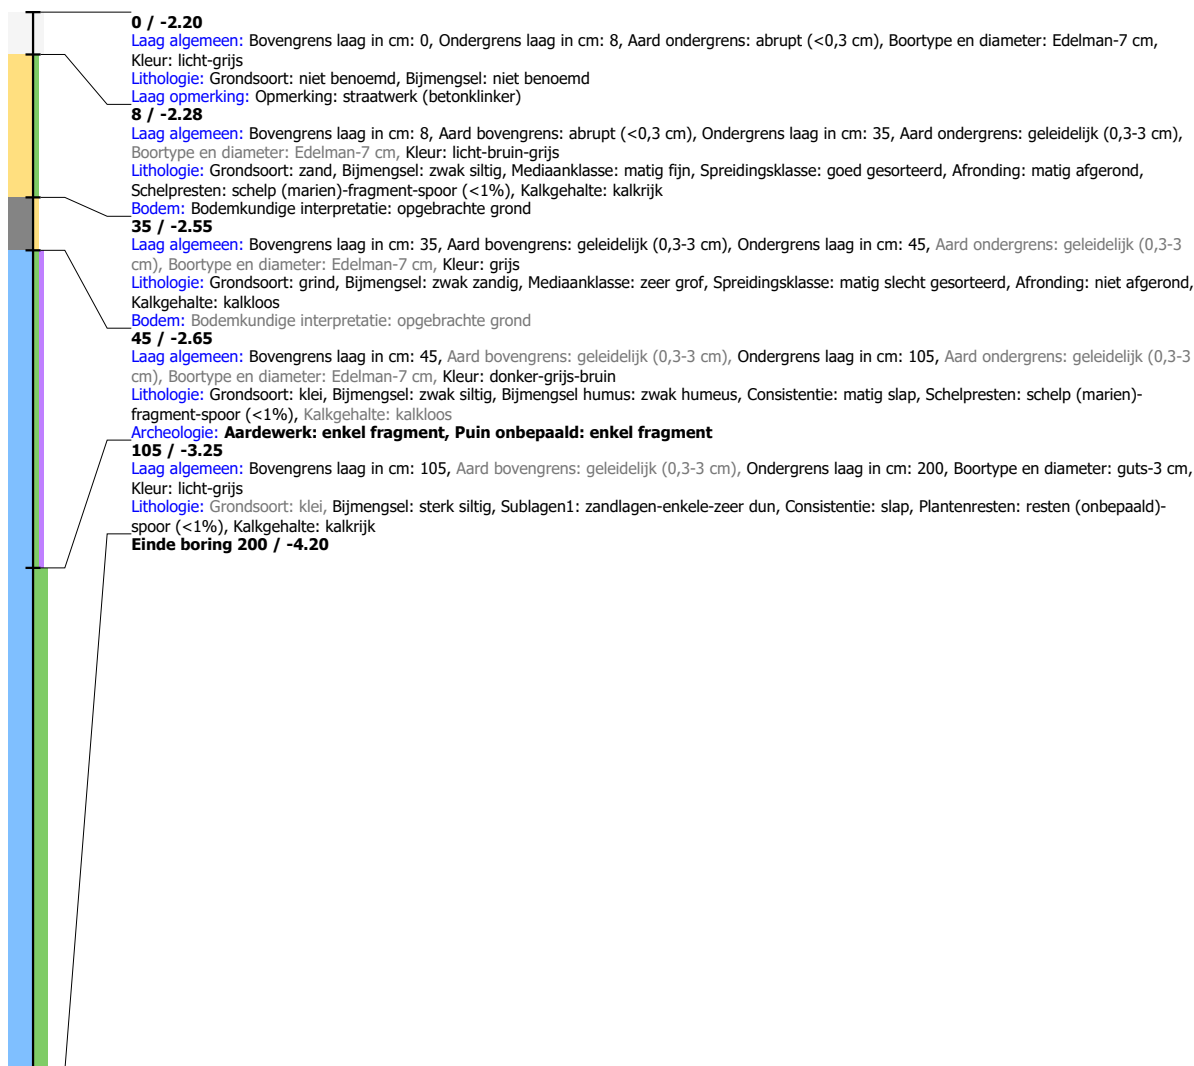 0 / -2.20
Laag algemeen: Bovengrens laag in cm: 0, Ondergrens laag in cm: 8, Aard ondergrens: abrupt (<0,3 cm), Boortype en diameter: Edelman-7 cm,
Kleur: licht-grijs
Lithologie: Grondsoort: niet benoemd, Bijmengsel: niet benoemd
Laag opmerking: Opmerking: straatwerk (betonklinker)
8 / -2.28
Laag algemeen: Bovengrens laag in cm: 8, Aard bovengrens: abrupt (<0,3 cm), Ondergrens laag in cm: 35, Aard ondergrens: geleidelijk (0,3-3 cm),
Boortype en diameter: Edelman-7 cm, Kleur: licht-bruin-grijs
Lithologie: Grondsoort: zand, Bijmengsel: zwak siltig, Mediaanklasse: matig fijn, Spreidingsklasse: goed gesorteerd, Afronding: matig afgerond,
Schelpresten: schelp (marien)-fragment-spoor (<1%), Kalkgehalte: kalkrijk
Bodem: Bodemkundige interpretatie: opgebrachte grond
35 / -2.55
Laag algemeen: Bovengrens laag in cm: 35, Aard bovengrens: geleidelijk (0,3-3 cm), Ondergrens laag in cm: 45, Aard ondergrens: geleidelijk (0,3-3
cm), Boortype en diameter: Edelman-7 cm, Kleur: grijs
Lithologie: Grondsoort: grind, Bijmengsel: zwak zandig, Mediaanklasse: zeer grof, Spreidingsklasse: matig slecht gesorteerd, Afronding: niet afgerond,
Kalkgehalte: kalkloos
Bodem: Bodemkundige interpretatie: opgebrachte grond
45 / -2.65
Laag algemeen: Bovengrens laag in cm: 45, Aard bovengrens: geleidelijk (0,3-3 cm), Ondergrens laag in cm: 105, Aard ondergrens: geleidelijk (0,3-3
cm), Boortype en diameter: Edelman-7 cm, Kleur: donker-grijs-bruin
Lithologie: Grondsoort: klei, Bijmengsel: zwak siltig, Bijmengsel humus: zwak humeus, Consistentie: matig slap, Schelpresten: schelp (marien)-
fragment-spoor (<1%), Kalkgehalte: kalkloos
Archeologie: Aardewerk: enkel fragment, Puin onbepaald: enkel fragment
105 / -3.25
Laag algemeen: Bovengrens laag in cm: 105, Aard bovengrens: geleidelijk (0,3-3 cm), Ondergrens laag in cm: 200, Boortype en diameter: guts-3 cm,
Kleur: licht-grijs
Lithologie: Grondsoort: klei, Bijmengsel: sterk siltig, Sublagen1: zandlagen-enkele-zeer dun, Consistentie: slap, Plantenresten: resten (onbepaald)-
spoor (<1%), Kalkgehalte: kalkrijk
Einde boring 200 / -4.20